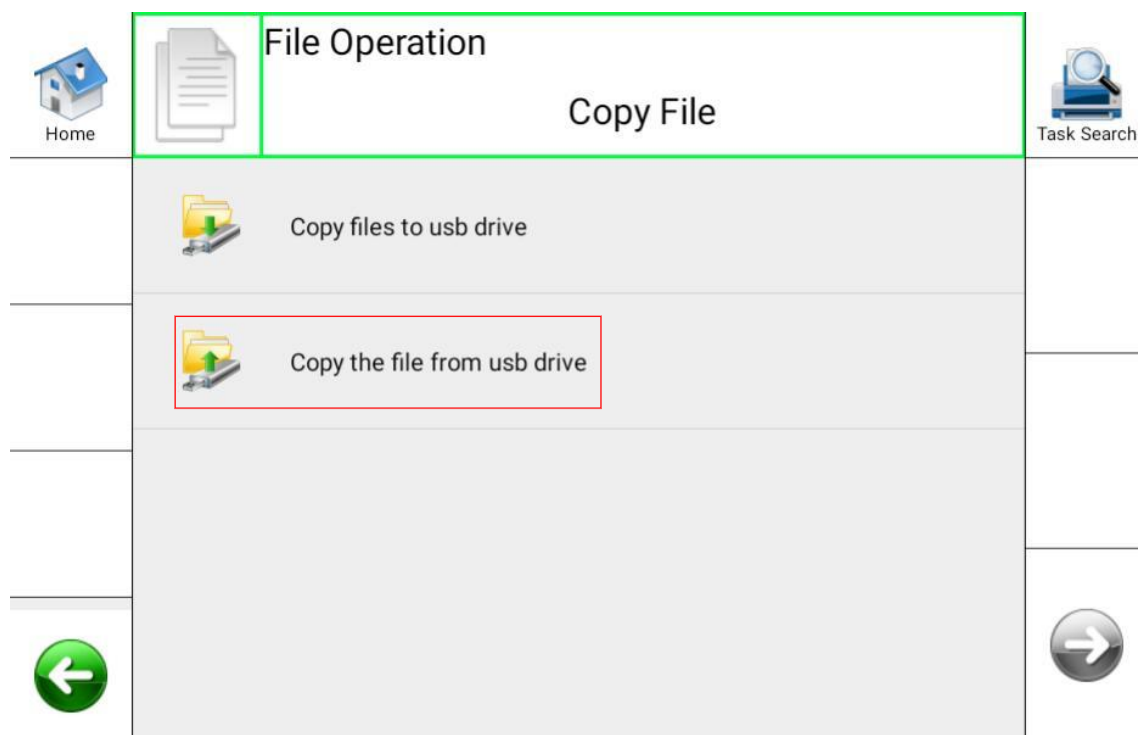 File Operation
Copy File
Home
Task Search
Copy files to usb drive
Copy the file from usb drive